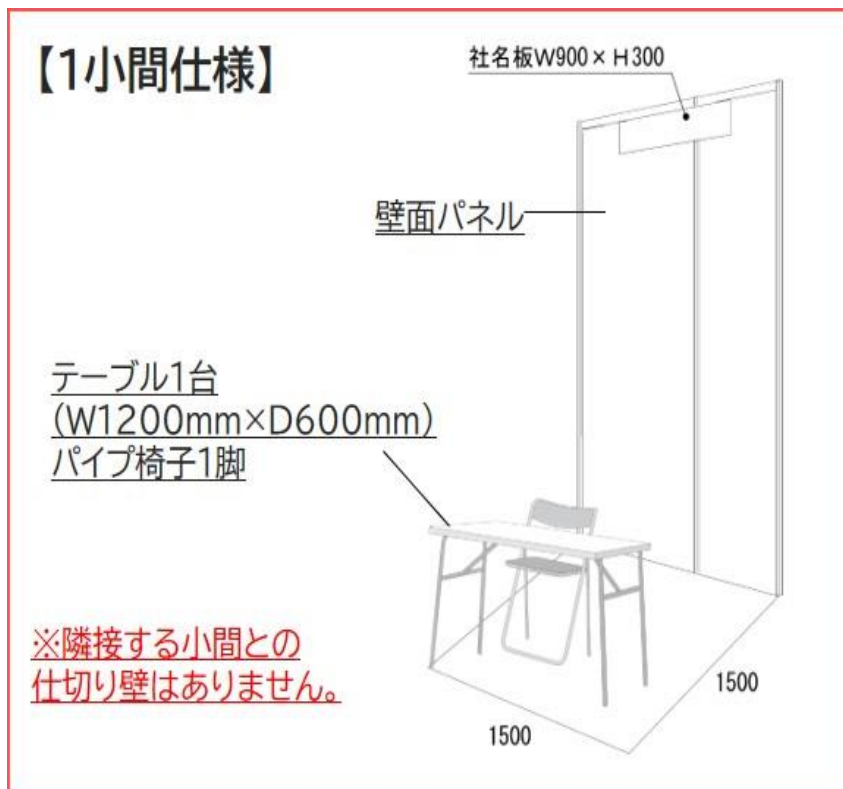 【1小間仕様】
社名板W900×H300
壁面パネル
テーブル1台
(W1200mm×D600mm)
パイプ椅子1脚
※隣接する小間との
仕切り壁はありません。
1500
1500